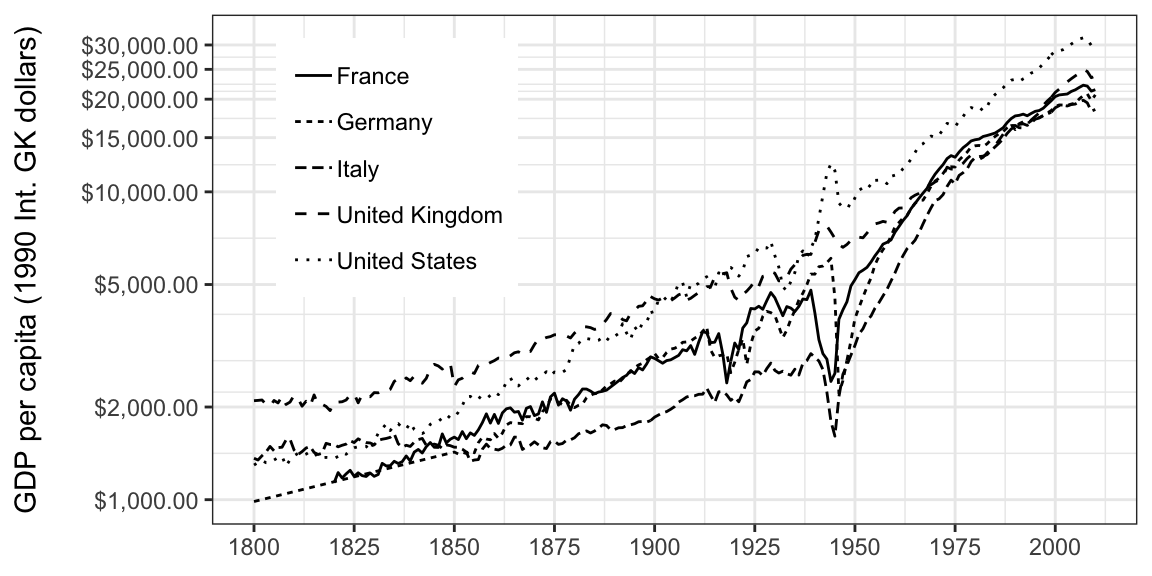 GDP per capita (1990 Int. GK dollars)
$30,000.00
$25,000.00
$20,000.00
$15,000.00
$10,000.00
$5,000.00
$2,000.00
$1,000.00
France
Germany
Italy
United Kingdom
United States
1800 1825 1850 1875 1900 1925 1950 1975 2000